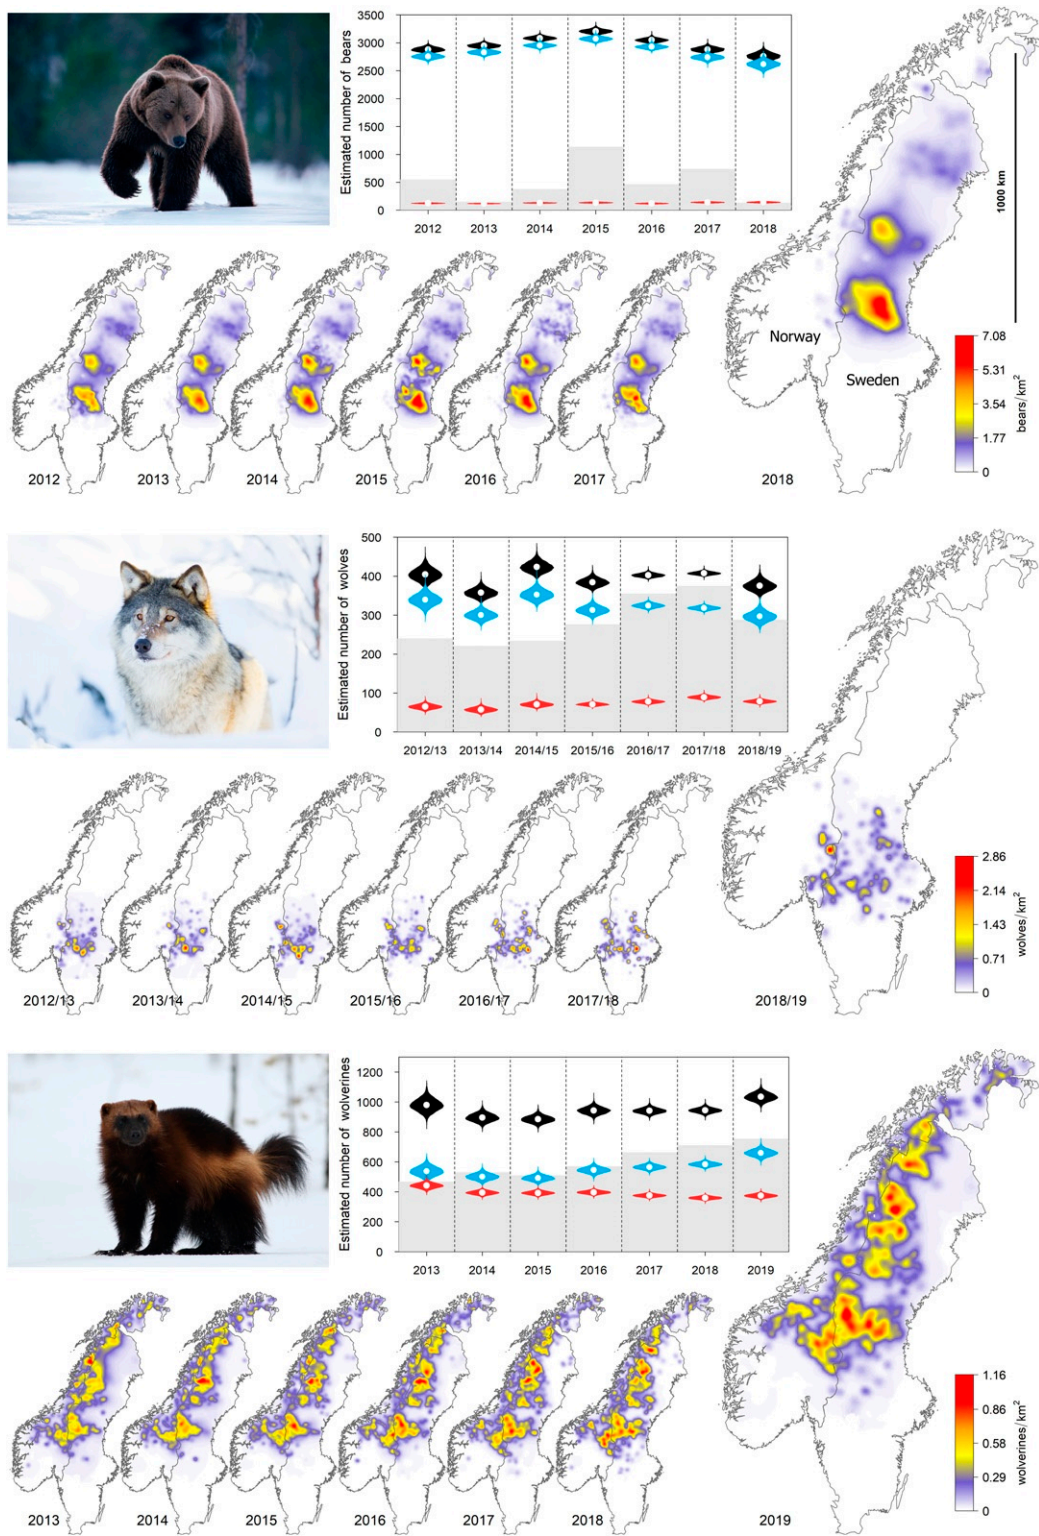 Estimated number of bears
3500
3000
2500
2000
1500
1000
500
0
2012 2013 2014 2015 2016 2017 2018
1000 km
Norway
Sweden
7.08
5.31
3.54
1.77
0
bears/km²
2012 2013 2014 2015 2016 2017 2018
Estimated number of wolves
500
400
300
200
100
0
2012/13 2013/14 2014/15 2015/16 2016/17 2017/18 2018/19
2.86
2.14
1.43
0.71
0
wolves/km²
2012/13 2013/14 2014/15 2015/16 2016/17 2017/18 2018/19
Estimated number of wolverines
1200
1000
800
600
400
200
0
2013 2014 2015 2016 2017 2018 2019
1.16
0.86
0.58
0.29
0
wolverines/km²
2013 2014 2015 2016 2017 2018 2019